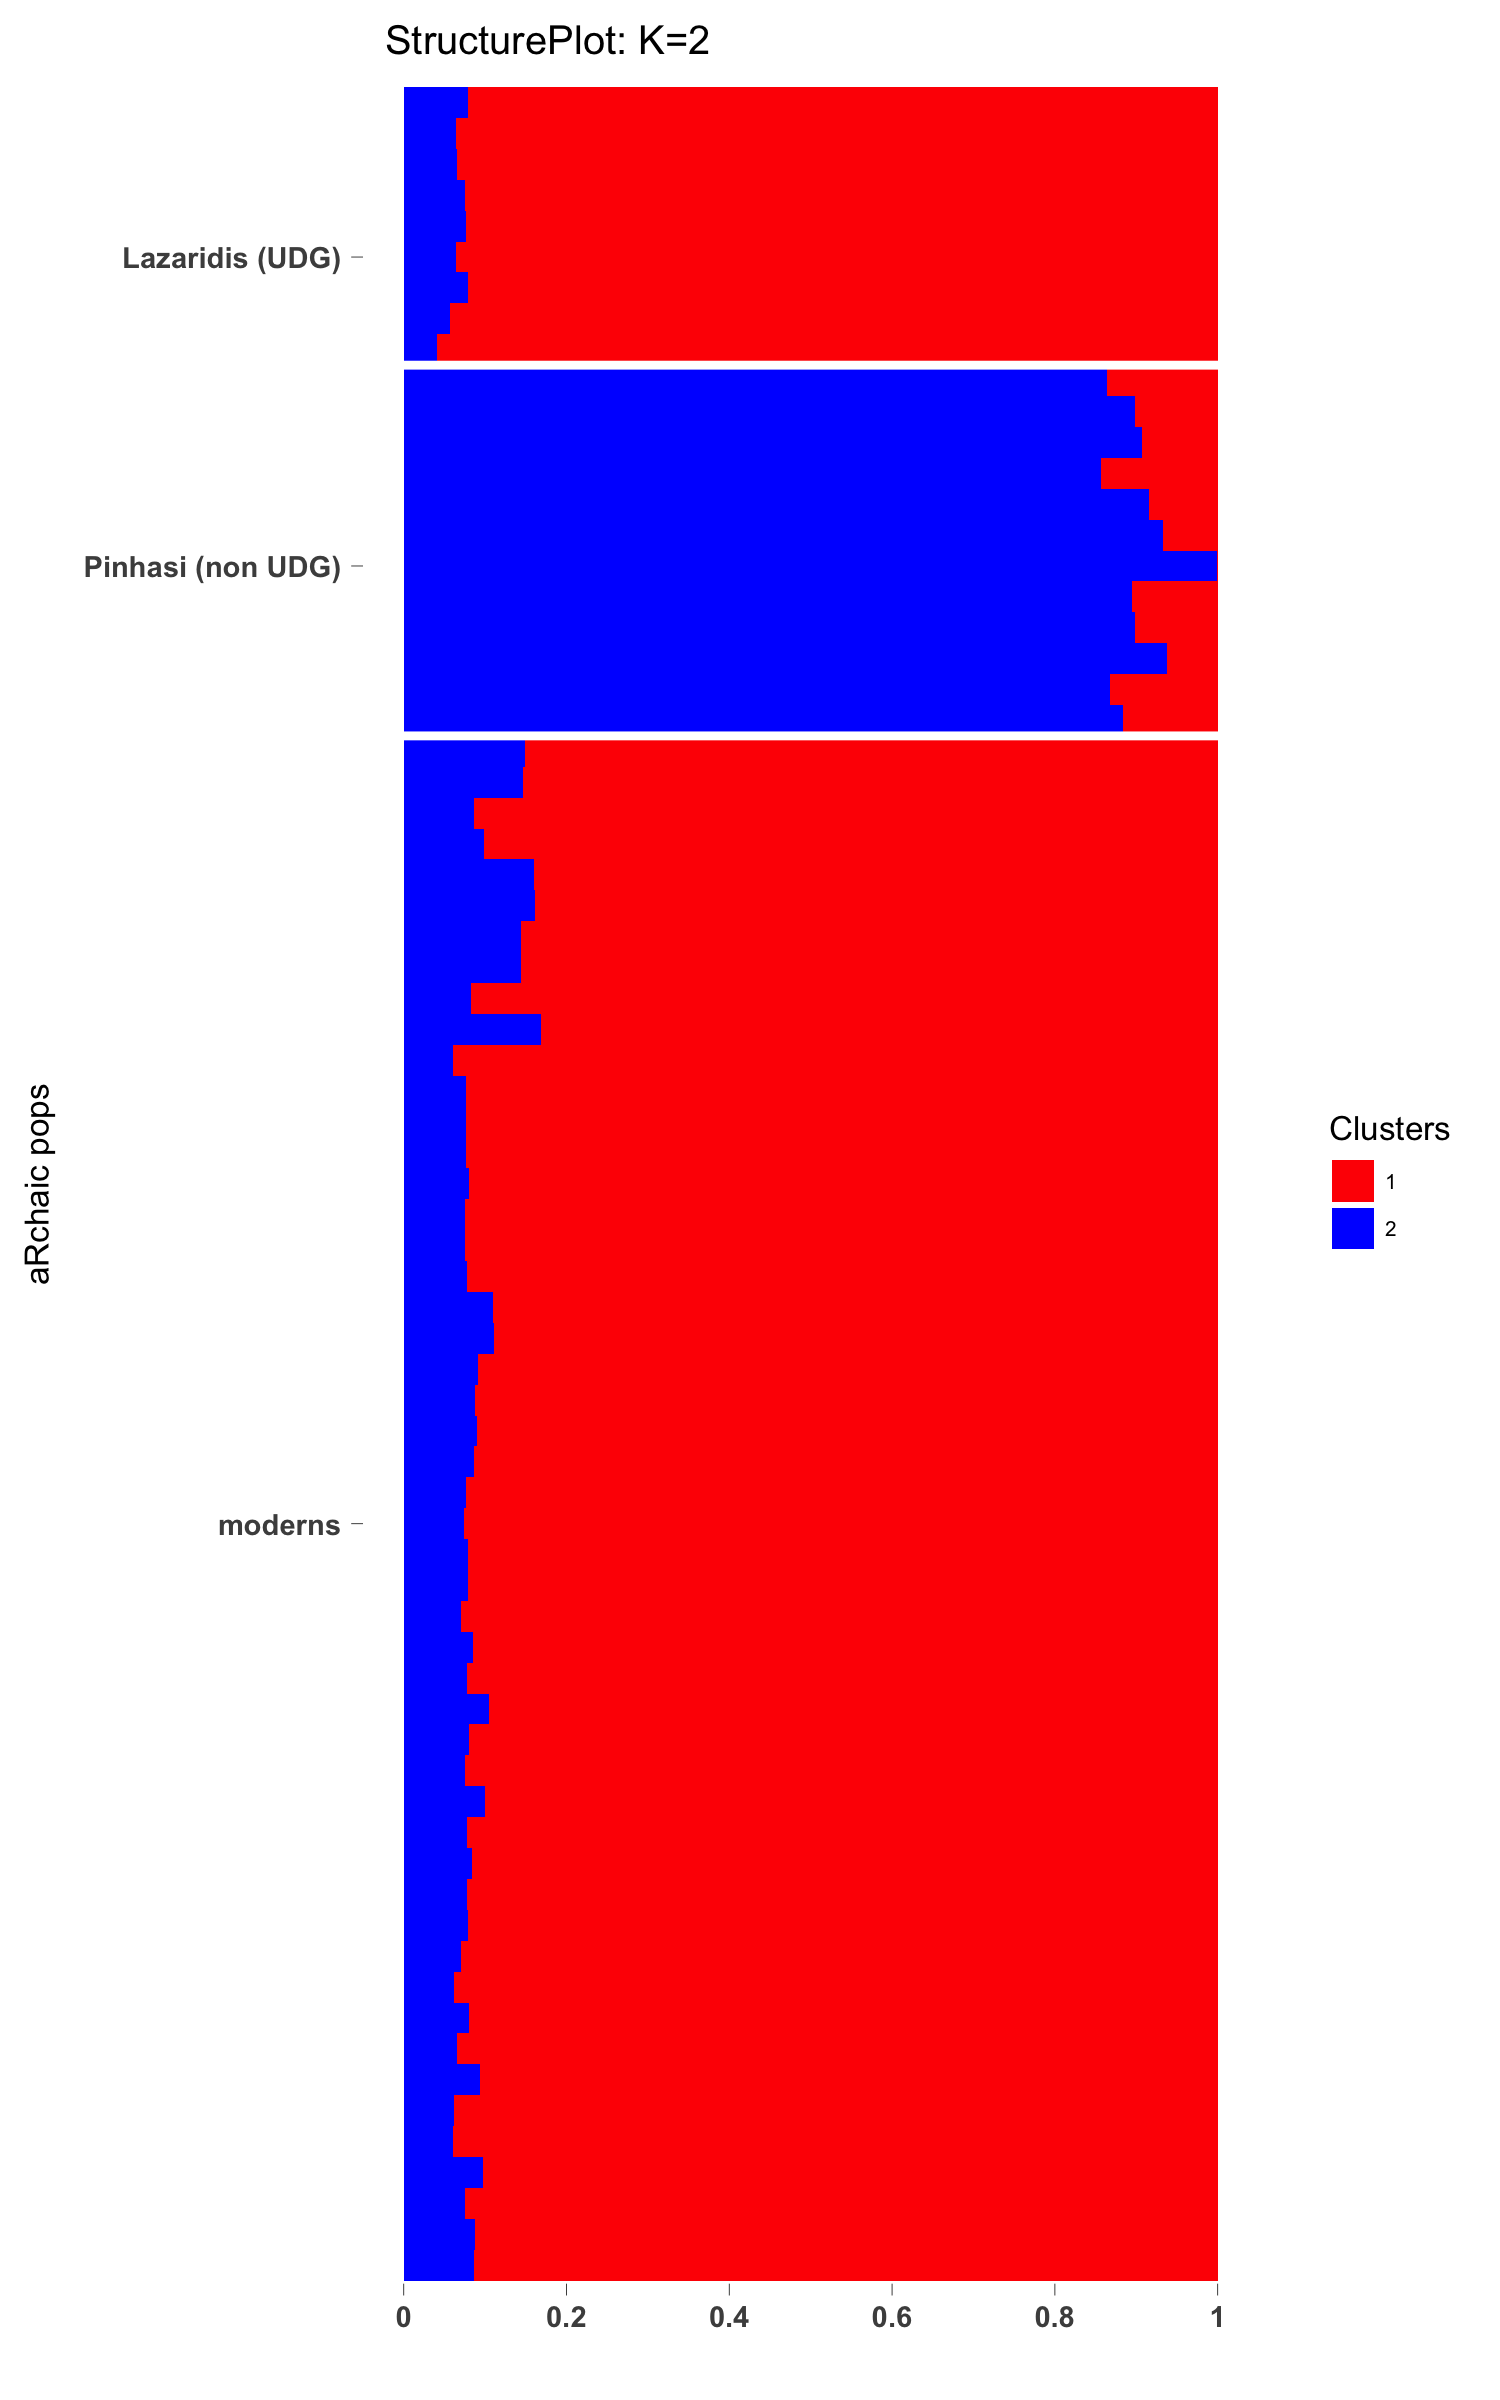 StructurePlot: K=2
Lazaridis (UDG)
Pinhasi (non UDG)
moderns
aRchaic pops
0 0.2 0.4 0.6 0.8 1
Clusters
1
2